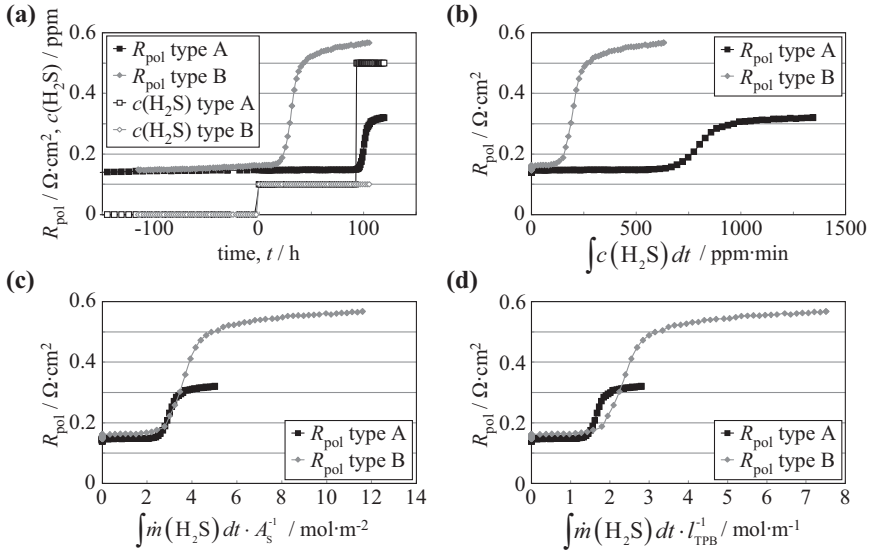 (a)
R_pol / Ω·cm², c(H₂S) / ppm
0.6
0.4
0.2
0
-100
0
100
time, t / h
R_pol type A
R_pol type B
c(H₂S) type A
c(H₂S) type B
(b)
R_pol / Ω·cm²
0.6
0.4
0.2
0
0
500
1000
1500
∫ c(H₂S) dt / ppm·min
R_pol type A
R_pol type B
(c)
R_pol / Ω·cm²
0.6
0.4
0.2
0
0
2
4
6
8
10
12
14
∫ ṁ(H₂S) dt · A_S⁻¹ / mol·m⁻²
R_pol type A
R_pol type B
(d)
R_pol / Ω·cm²
0.6
0.4
0.2
0
0
1
2
3
4
5
6
7
8
∫ ṁ(H₂S) dt · l_TPB⁻¹ / mol·m⁻¹
R_pol type A
R_pol type B